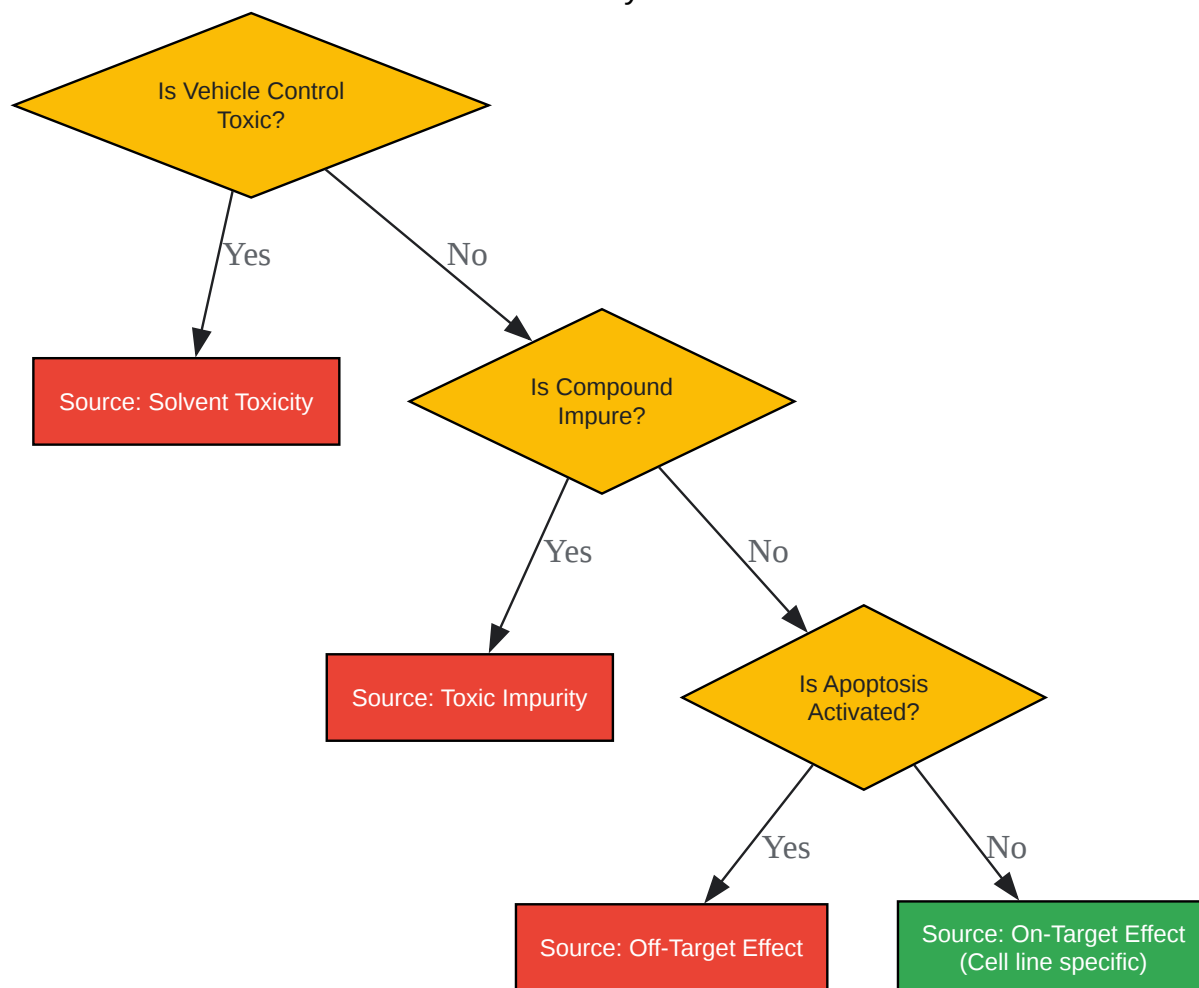 Is Vehicle Control
Toxic?
Yes
No
Source: Solvent Toxicity
Is Compound
Impure?
Yes
No
Source: Toxic Impurity
Is Apoptosis
Activated?
Yes
No
Source: Off-Target Effect
Source: On-Target Effect
(Cell line specific)